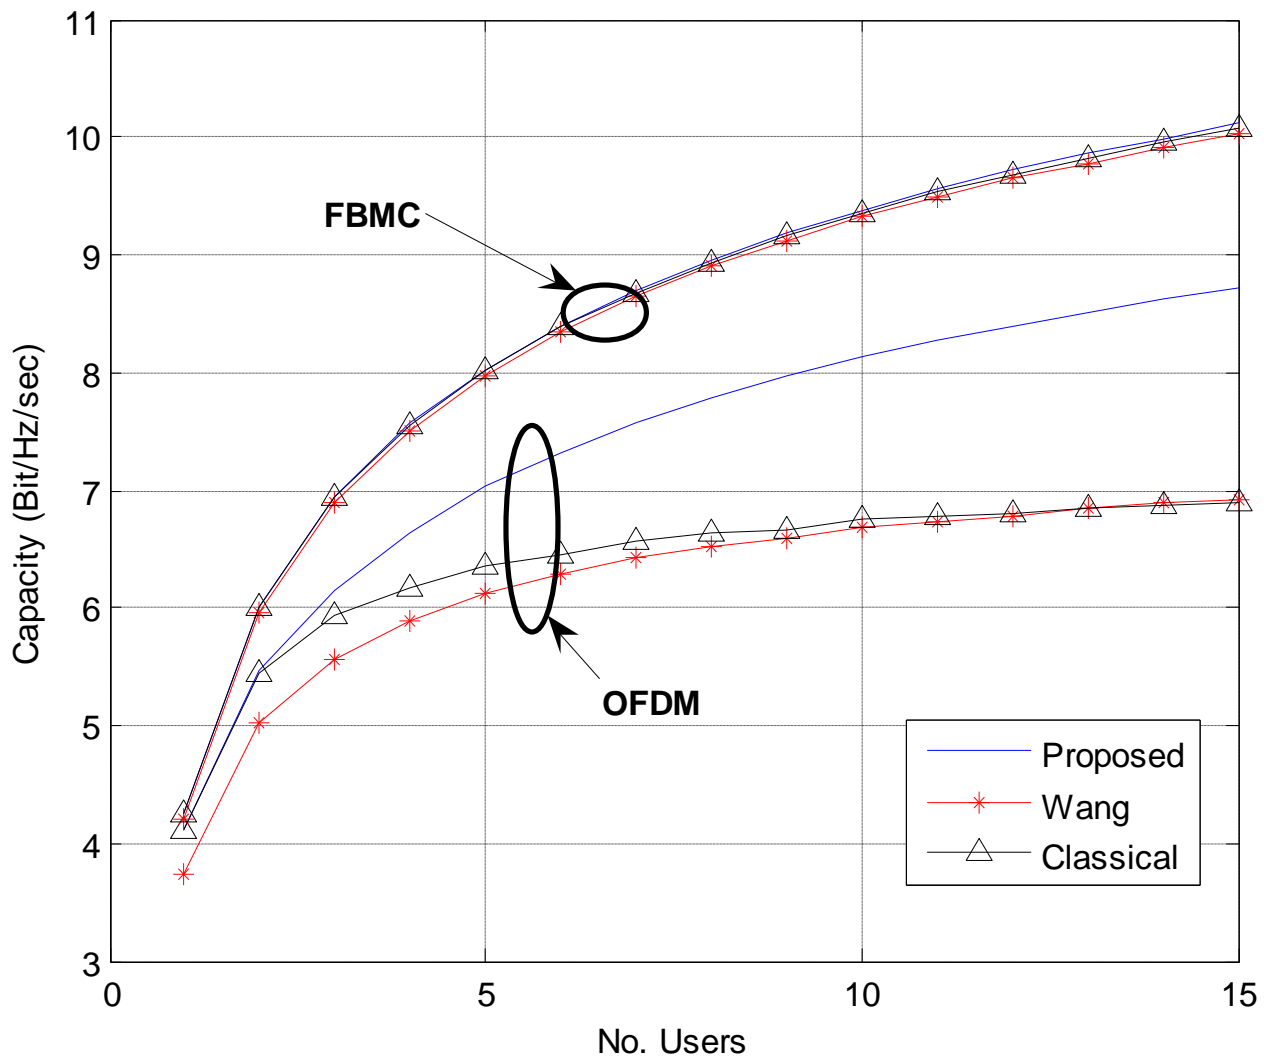 11
10
9
8
7
6
5
4
3
Capacity (Bit/Hz/sec)
FBMC
OFDM
Proposed
Wang
Classical
0 5 10 15
No. Users